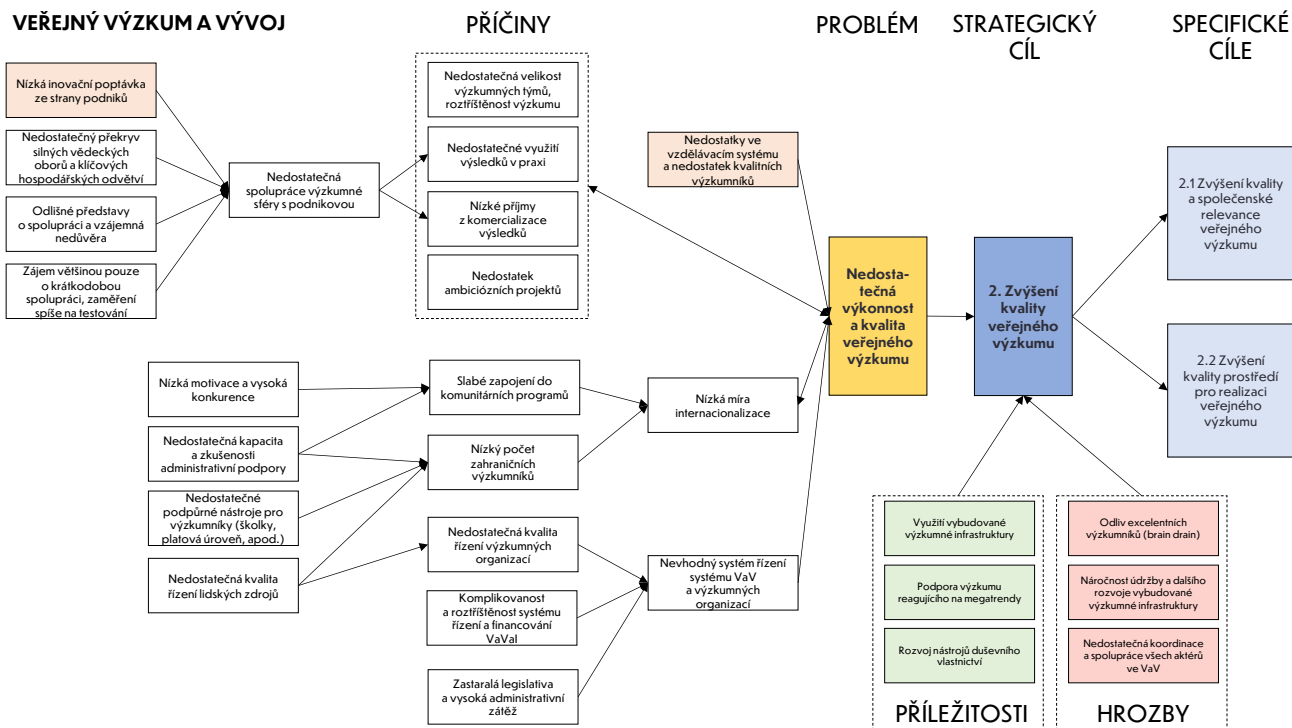 VEŘEJNÝ VÝZKUM A VÝVOJ
PŘÍČINY
PROBLÉM
STRATEGICKÝ
CÍL
SPECIFICKÉ
CÍLE
Nízká inovační poptávka
ze strany podniků
Nedostatečný překryv
silných vědeckých
oborů a klíčových
hospodářských odvětví
Odlišné představy
o spolupráci a vzájemná
nedůvěra
Zájem většinou pouze
o krátkodobou
spolupráci, zaměření
spíše na testování
Nedostatečná
spolupráce výzkumné
sféry s podnikovou
Nedostatečná velikost
výzkumných týmů,
roztříštěnost výzkumu
Nedostatečné využití
výsledků v praxi
Nízké příjmy
z komercializace
výsledků
Nedostatek
ambiciózních projektů
Nedostatky ve
vzdělávacím systému
a nedostatek kvalitních
výzkumníků
Nedosta-
tečná
výkonnost
a kvalita
veřejného
výzkumu
2. Zvýšení
kvality
veřejného
výzkumu
2.1 Zvýšení kvality
a společenské
relevance
veřejného
výzkumu
2.2 Zvýšení
kvality prostředí
pro realizaci
veřejného
výzkumu
Nízká motivace a vysoká
konkurence
Nedostatečná kapacita
a zkušenosti
administrativní podpory
Nedostatečné
podpůrné nástroje pro
výzkumníky (školky,
platová úroveň, apod.)
Nedostatečná kvalita
řízení lidských zdrojů
Slabé zapojení do
komunitárních programů
Nízký počet
zahraničních
výzkumníků
Nedostatečná kvalita
řízení výzkumných
organizací
Komplikovanost
a roztříštěnost systému
řízení a financování
VaVaI
Zastaralá legislativa
a vysoká administrativní
zátěž
Nízká míra
internacionalizace
Nevhodný systém řízení
systému VaV
a výzkumných
organizací
Využití vybudované
výzkumné infrastruktury
Podpora výzkumu
reagujícího na megatrendy
Rozvoj nástrojů duševního
vlastnictví
PŘÍLEŽITOSTI
Odliv excelentních
výzkumníků (brain drain)
Náročnost údržby a dalšího
rozvoje vybudované
výzkumné infrastruktury
Nedostatečná koordinace
a spolupráce všech aktérů
ve VaV
HROZBY